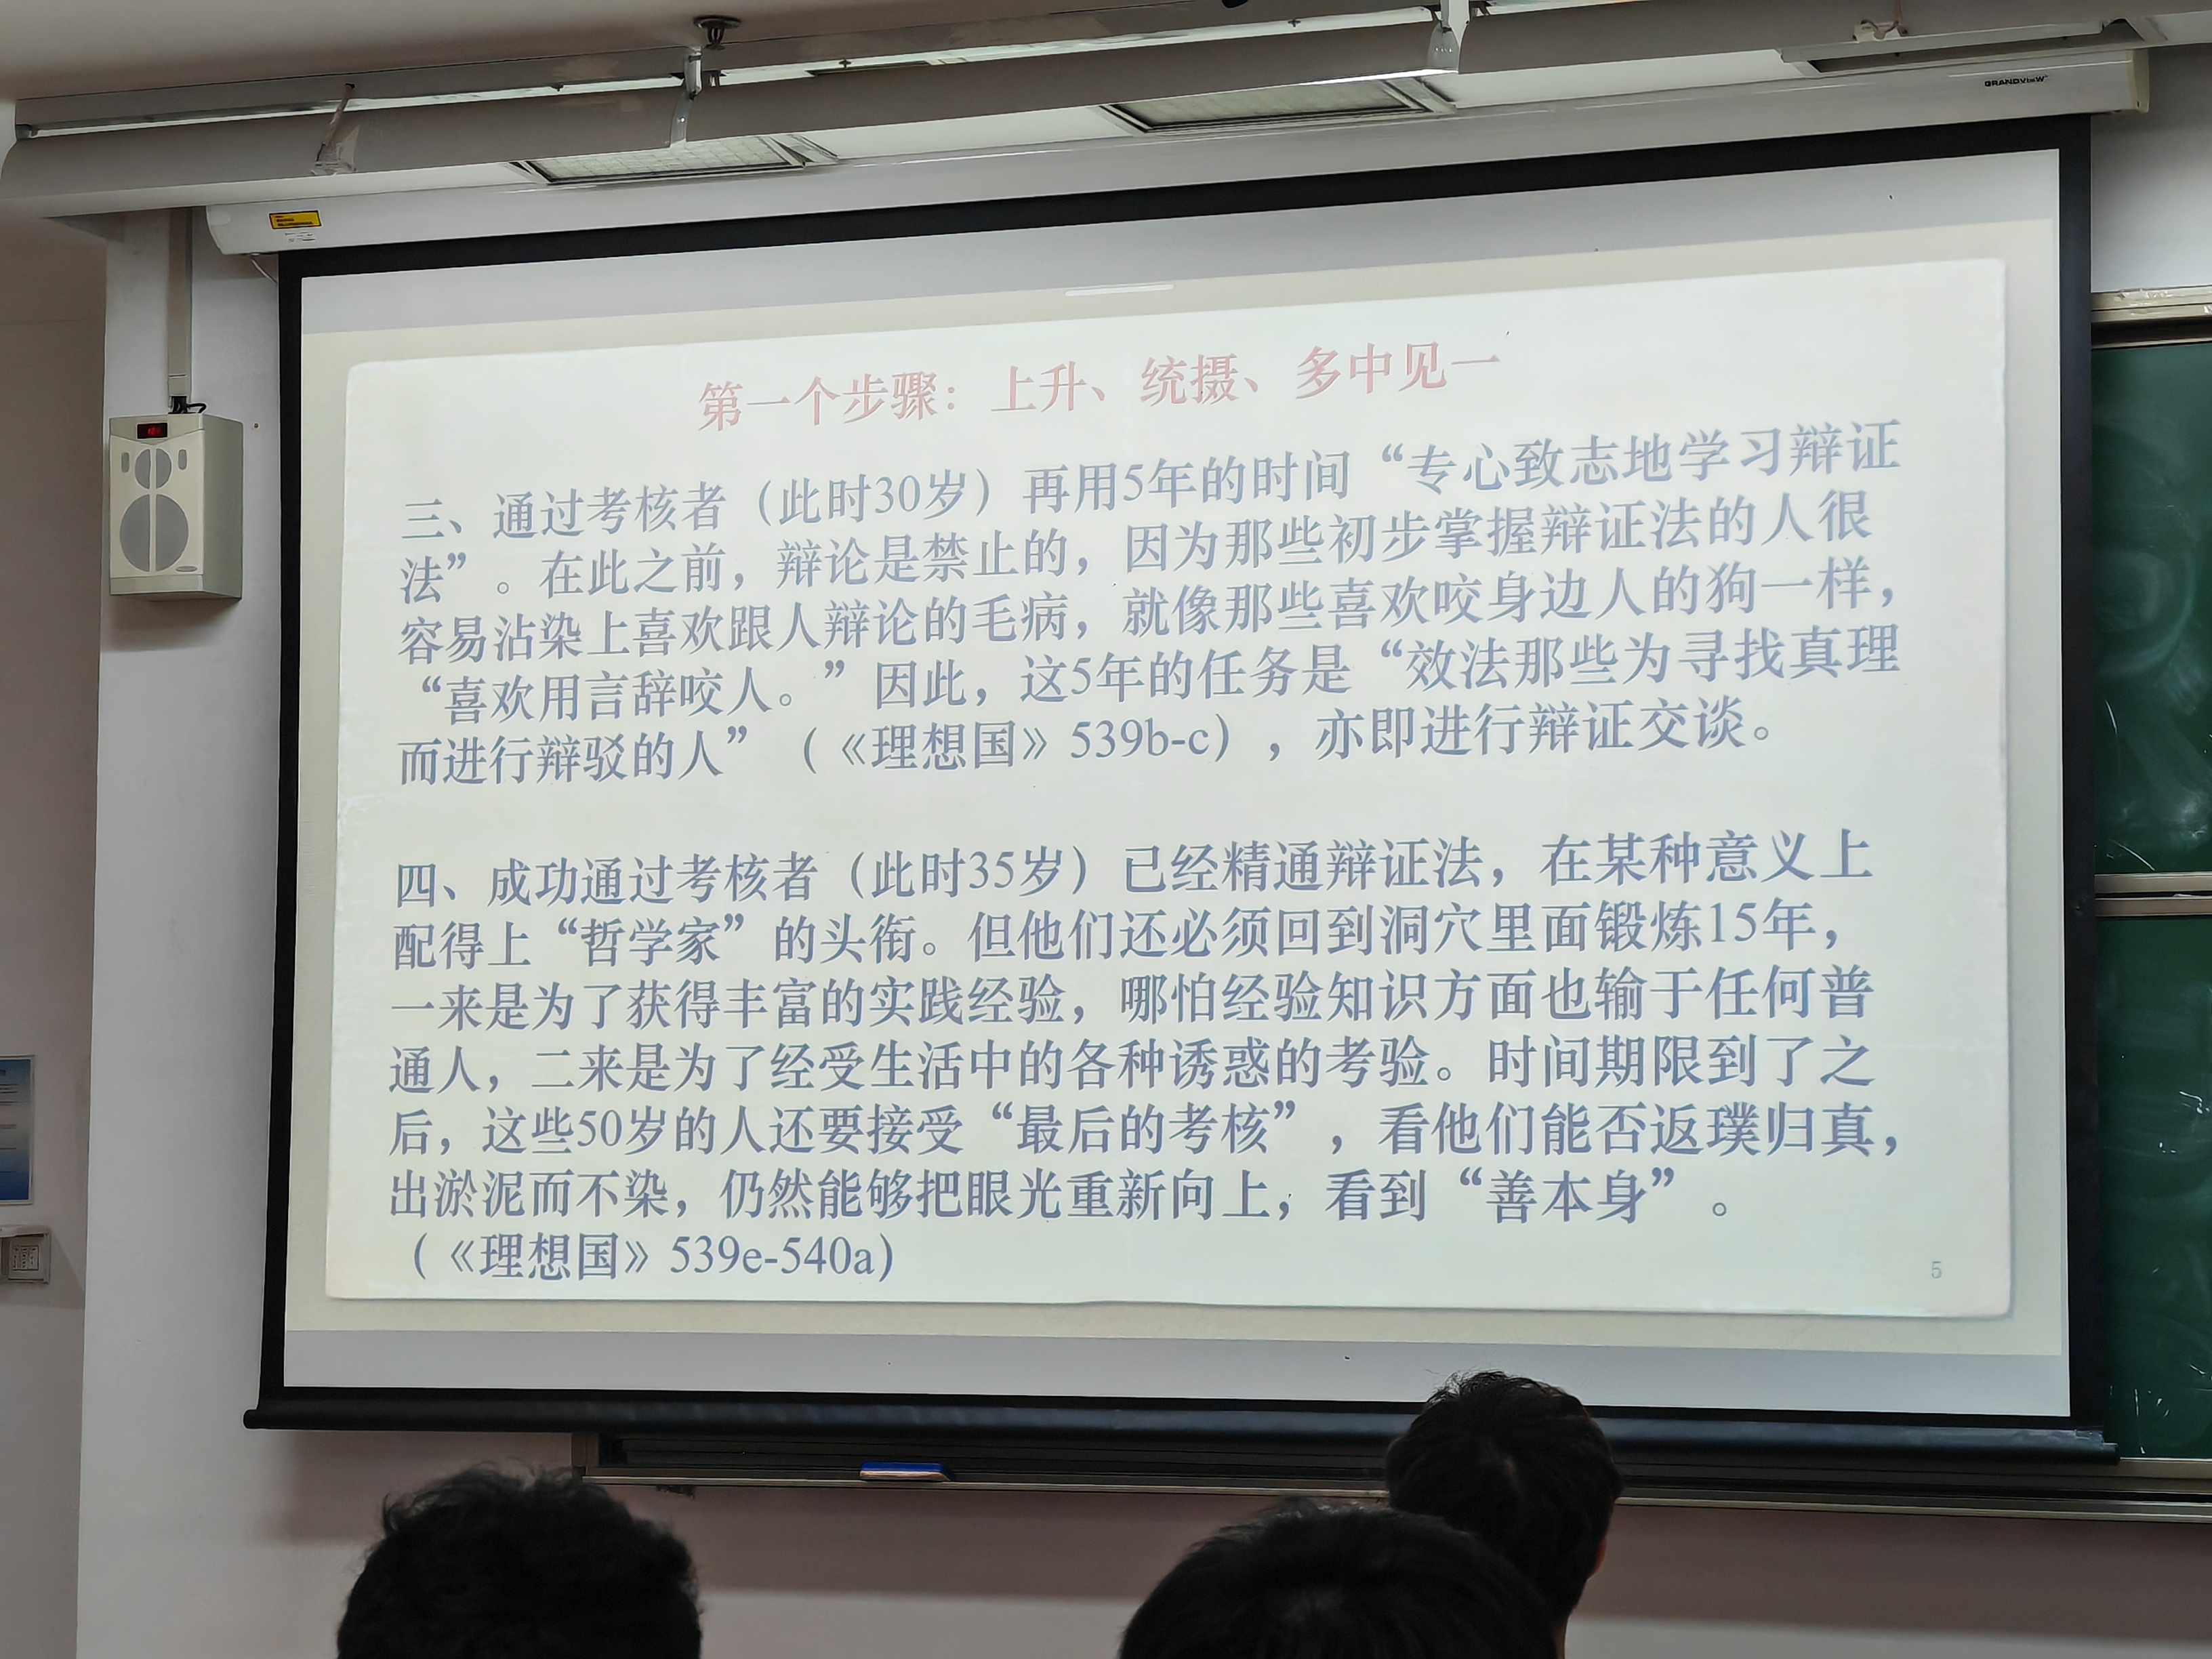 GRANDVIEW
第一个步骤：上升、统摄、多中见一
三、通过考核者（此时30岁）再用5年的时间“专心致志地学习辩证
法”。在此之前，辩论是禁止的，因为那些初步掌握辩证法的人很
容易沾染上喜欢跟人辩论的毛病，就像那些喜欢咬身边人的狗一样，
“喜欢用言辞咬人。”因此，这5年的任务是“效法那些为寻找真理
而进行辩驳的人”（《理想国》539b-c），亦即进行辩证交谈。
四、成功通过考核者（此时35岁）已经精通辩证法，在某种意义上
配得上“哲学家”的头衔。但他们还必须回到洞穴里面锻炼15年，
一来是为了获得丰富的实践经验，哪怕经验知识方面也输于任何普
通人，二来是为了经受生活中的各种诱惑的考验。时间期限到了之
后，这些50岁的人还要接受“最后的考核”，看他们能否返璞归真，
出淤泥而不染，仍然能够把眼光重新向上，看到“善本身”。
（《理想国》539e-540a）
5